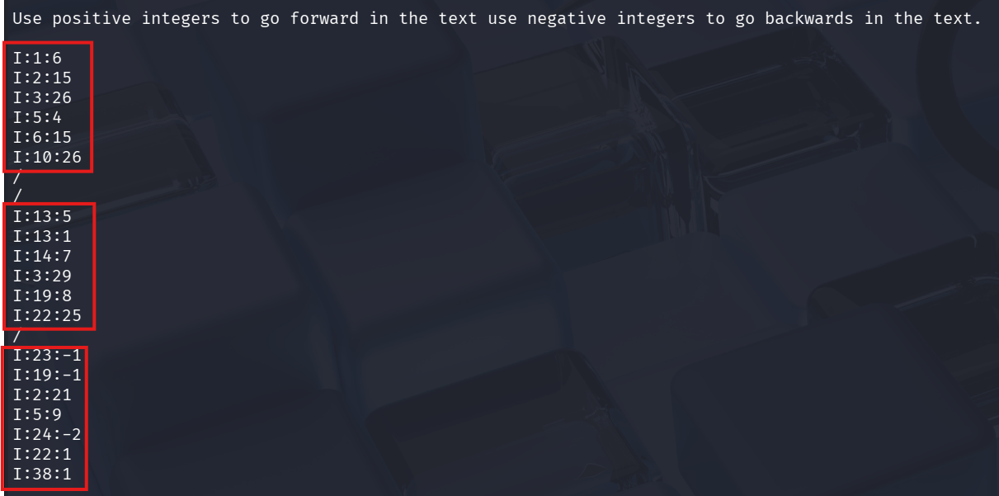 Use positive integers to go forward in the text use negative integers to go backwards in the text.
I:1:6
I:2:15
I:3:26
I:5:4
I:6:15
I:10:26
/
/
I:13:5
I:13:1
I:14:7
I:3:29
I:19:8
I:22:25
/
I:23:-1
I:19:-1
I:2:21
I:5:9
I:24:-2
I:22:1
I:38:1